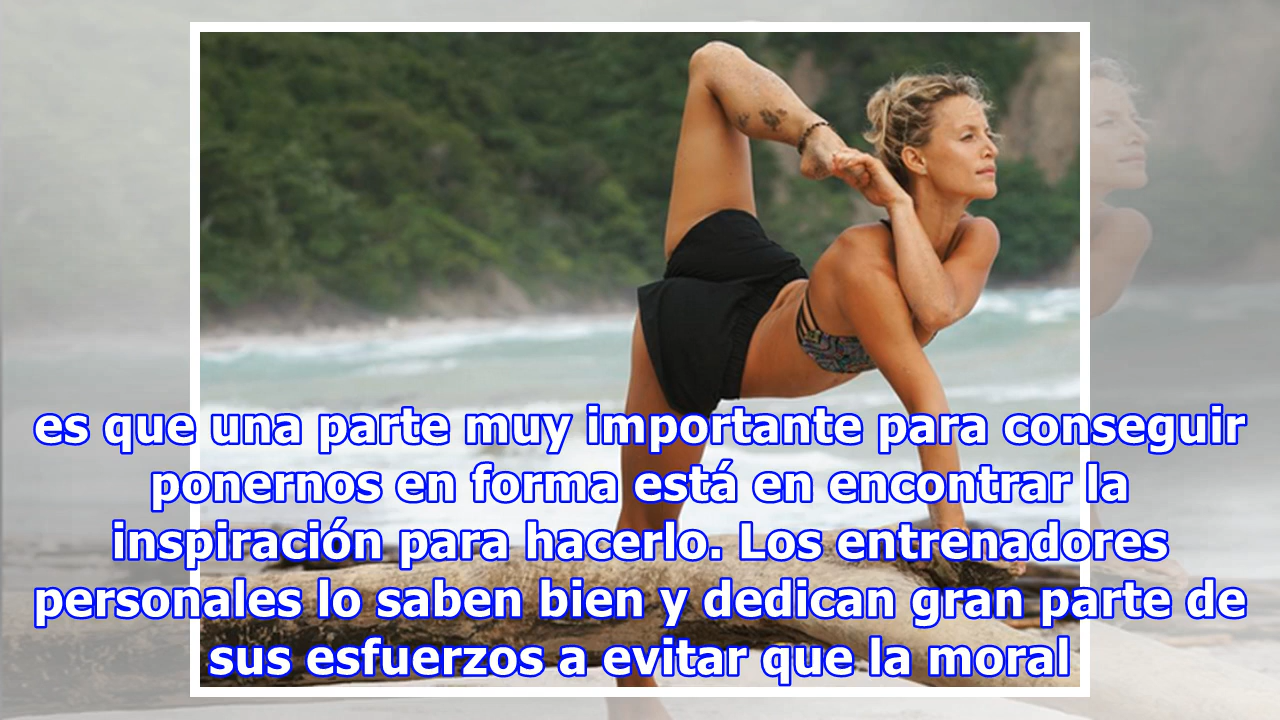 es que una parte muy importante para conseguir
ponernos en forma está en encontrar la
inspiración para hacerlo. Los entrenadores
personales lo saben bien y dedican gran parte de
sus esfuerzos a evitar que la moral